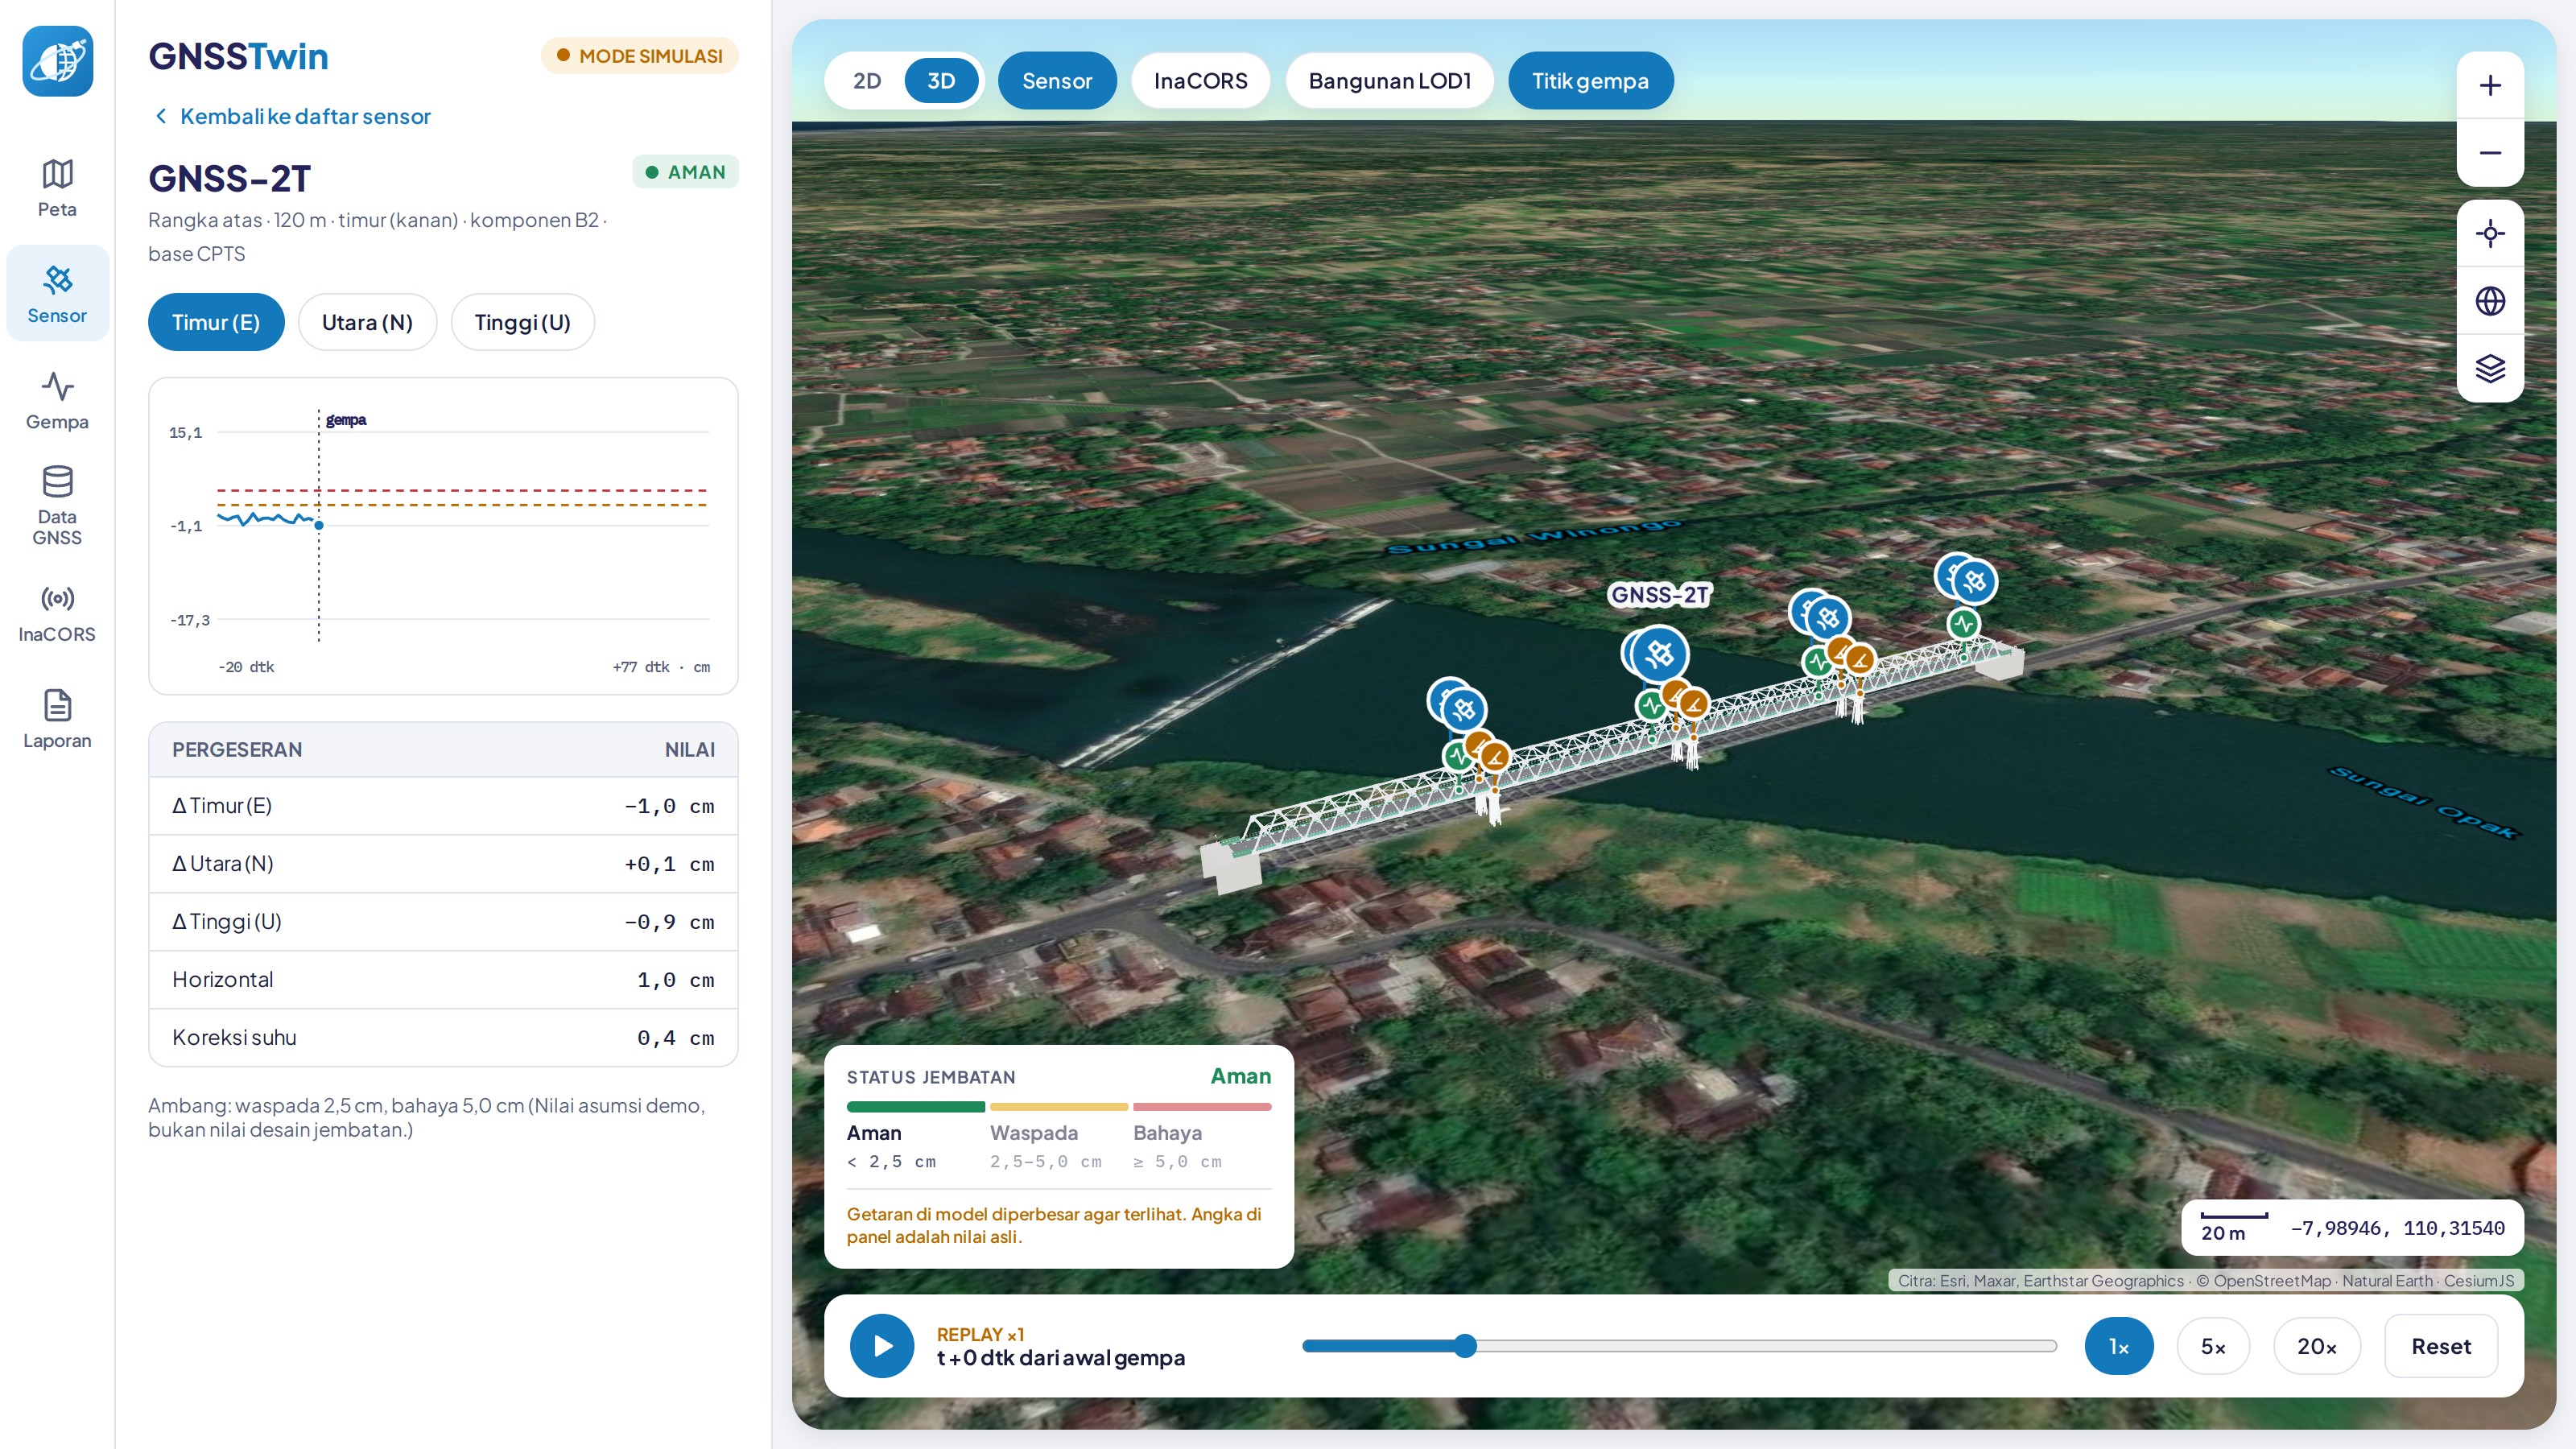 GNSSTwin
MODE SIMULASI
Kembali ke daftar sensor
GNSS-2T
AMAN
Rangka atas · 120 m · timur (kanan) · komponen B2 ·
base CPTS
Timur (E)
Utara (N)
Tinggi (U)
gempa
15,1
-1,1
-17,3
-20 dtk
+77 dtk · cm
PERGESERAN NILAI
Δ Timur (E) −1,0 cm
Δ Utara (N) +0,1 cm
Δ Tinggi (U) −0,9 cm
Horizontal 1,0 cm
Koreksi suhu 0,4 cm
Ambang: waspada 2,5 cm, bahaya 5,0 cm (Nilai asumsi demo,
bukan nilai desain jembatan.)
Peta
Sensor
Gempa
Data
GNSS
InaCORS
Laporan
2D
3D
Sensor
InaCORS
Bangunan LOD1
Titik gempa
Sungai Winongo
GNSS-2T
Sungai Opak
STATUS JEMBATAN Aman
Aman Waspada Bahaya
< 2,5 cm 2,5–5,0 cm ≥ 5,0 cm
Getaran di model diperbesar agar terlihat. Angka di
panel adalah nilai asli.
20 m
−7,98946, 110,31540
Citra: Esri, Maxar, Earthstar Geographics · © OpenStreetMap · Natural Earth · CesiumJS
REPLAY ×1
t +0 dtk dari awal gempa
1×
5×
20×
Reset